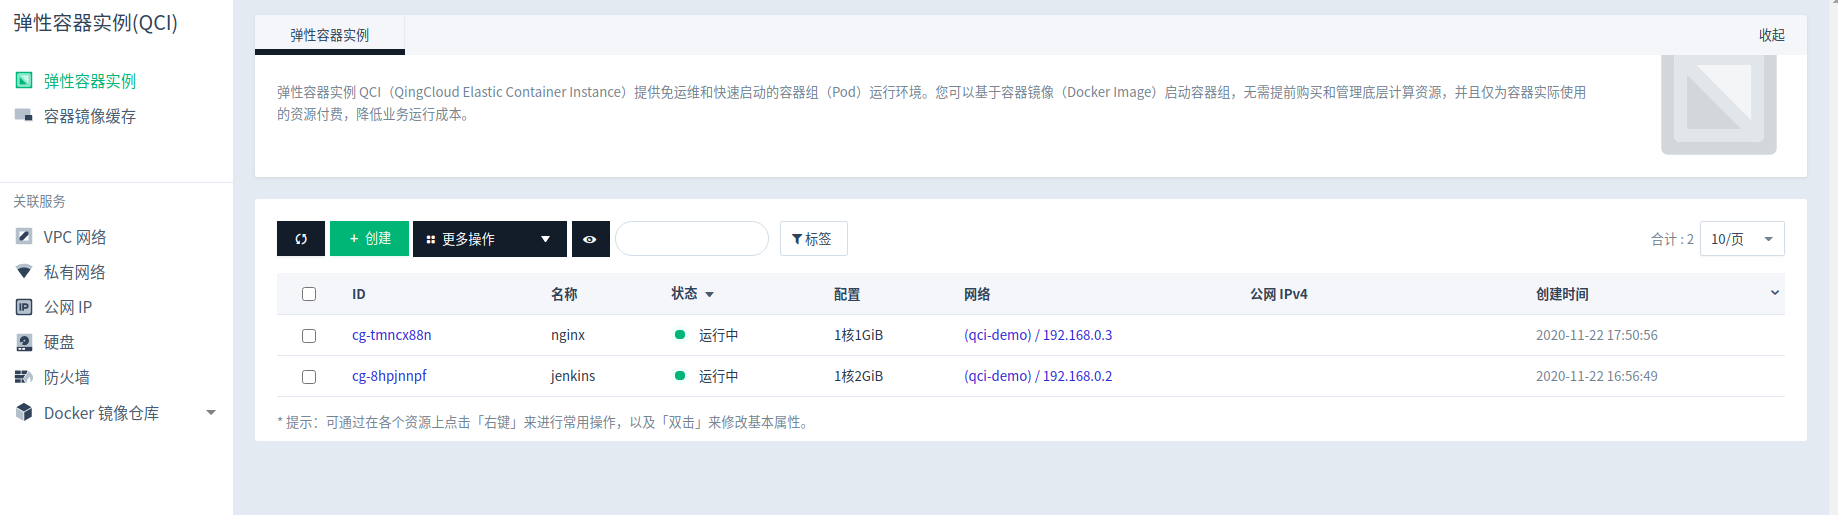 弹性容器实例(QCI)
弹性容器实例
容器镜像缓存
关联服务
VPC 网络
私有网络
公网 IP
硬盘
防火墙
Docker 镜像仓库
弹性容器实例
收起
弹性容器实例 QCI（QingCloud Elastic Container Instance）提供免运维和快速启动的容器组（Pod）运行环境。您可以基于容器镜像（Docker Image）启动容器组，无需提前购买和管理底层计算资源，并且仅为容器实际使用
的资源付费，降低业务运行成本。
+ 创建 更多操作 标签 合计 : 2 10/页
ID 名称 状态 配置 网络 公网 IPv4 创建时间
cg-tmncx88n nginx 运行中 1核1GiB (qci-demo) / 192.168.0.3 2020-11-22 17:50:56
cg-8hpjnnpf jenkins 运行中 1核2GiB (qci-demo) / 192.168.0.2 2020-11-22 16:56:49
* 提示：可通过在各个资源上点击「右键」来进行常用操作，以及「双击」来修改基本属性。